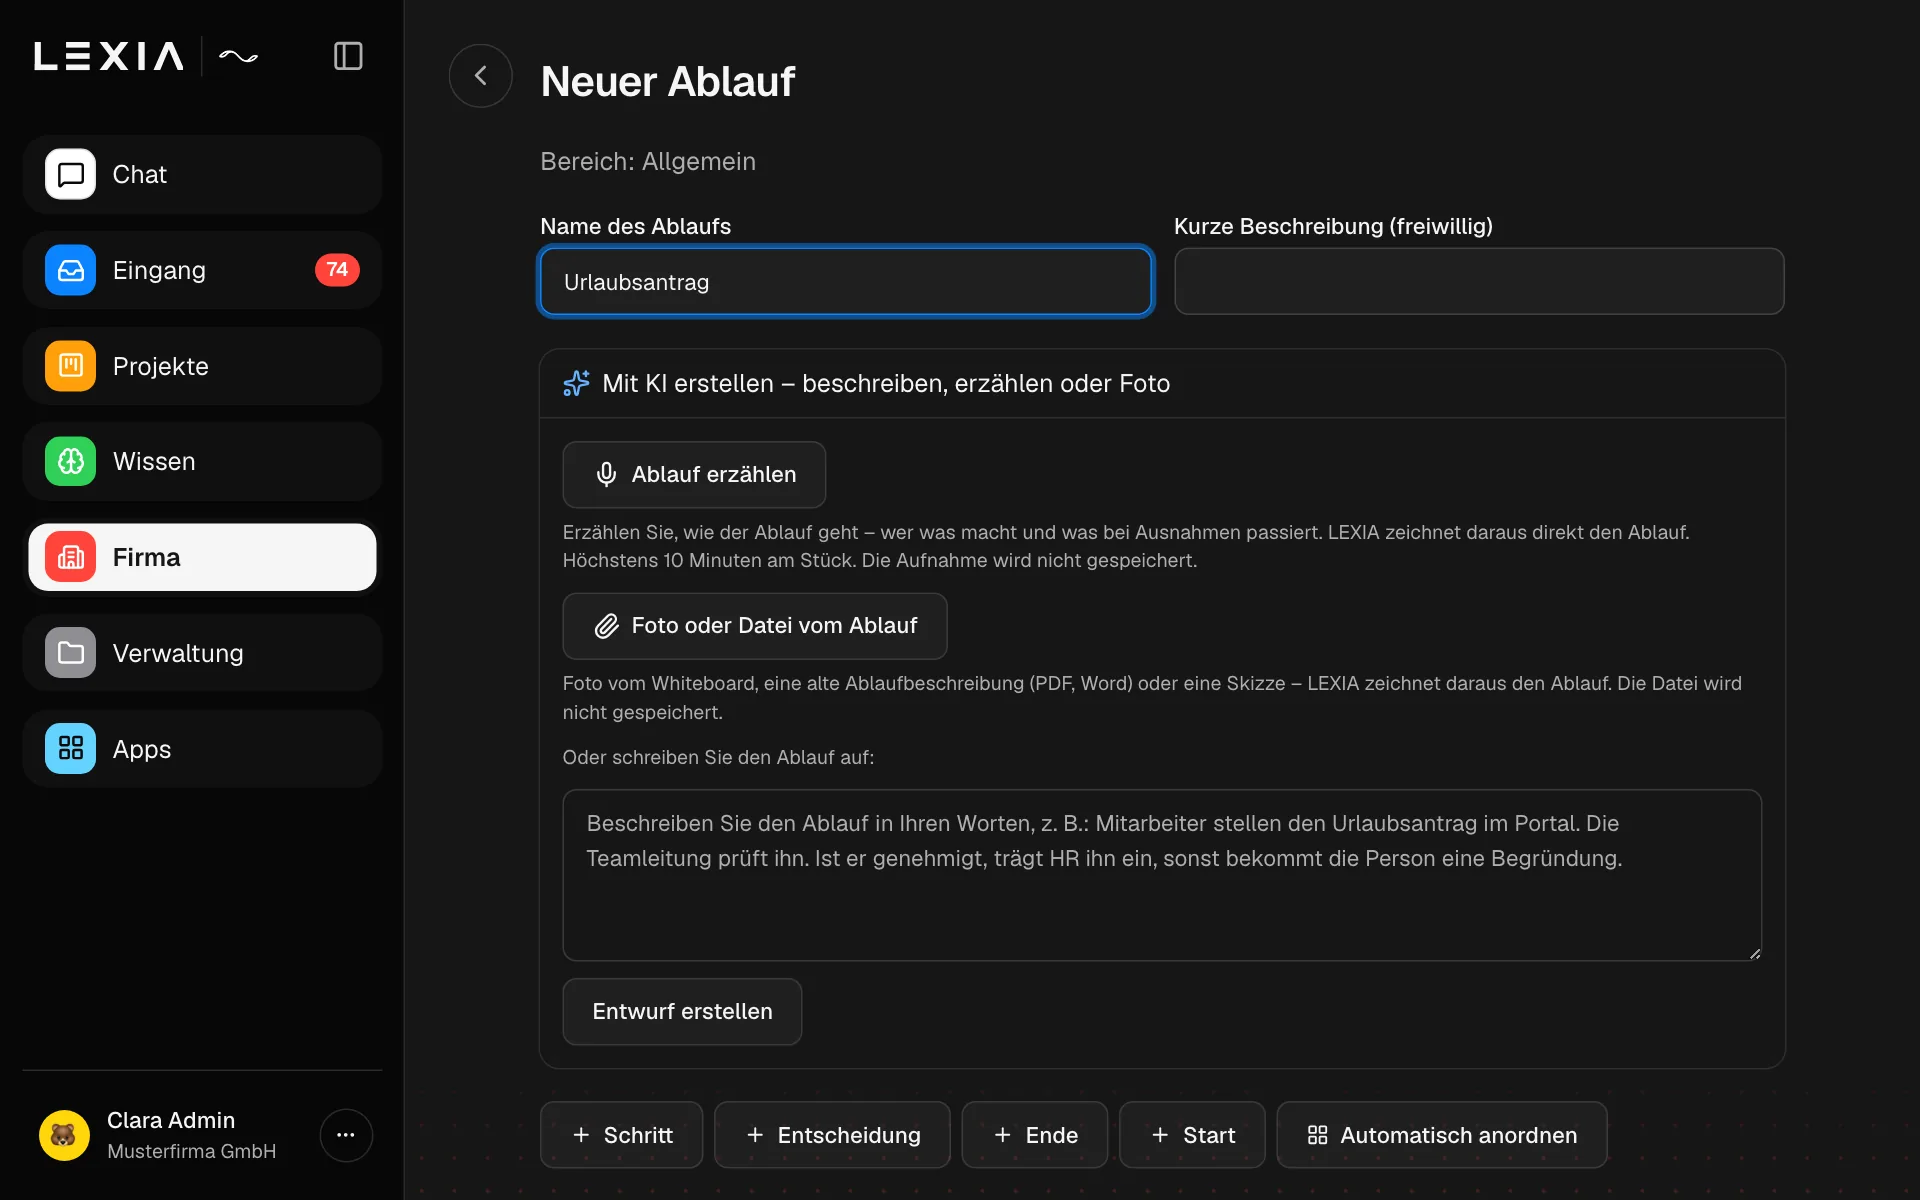 LEXIA
Chat
Eingang 74
Projekte
Wissen
Firma
Verwaltung
Apps
Clara Admin
Musterfirma GmbH
Neuer Ablauf
Bereich: Allgemein
Name des Ablaufs
Urlaubsantrag
Kurze Beschreibung (freiwillig)
Mit KI erstellen – beschreiben, erzählen oder Foto
Ablauf erzählen
Erzählen Sie, wie der Ablauf geht – wer was macht und was bei Ausnahmen passiert. LEXIA zeichnet daraus direkt den Ablauf.
Höchstens 10 Minuten am Stück. Die Aufnahme wird nicht gespeichert.
Foto oder Datei vom Ablauf
Foto vom Whiteboard, eine alte Ablaufbeschreibung (PDF, Word) oder eine Skizze – LEXIA zeichnet daraus den Ablauf. Die Datei wird
nicht gespeichert.
Oder schreiben Sie den Ablauf auf:
Beschreiben Sie den Ablauf in Ihren Worten, z. B.: Mitarbeiter stellen den Urlaubsantrag im Portal. Die
Teamleitung prüft ihn. Ist er genehmigt, trägt HR ihn ein, sonst bekommt die Person eine Begründung.
Entwurf erstellen
+ Schritt
+ Entscheidung
+ Ende
+ Start
Automatisch anordnen